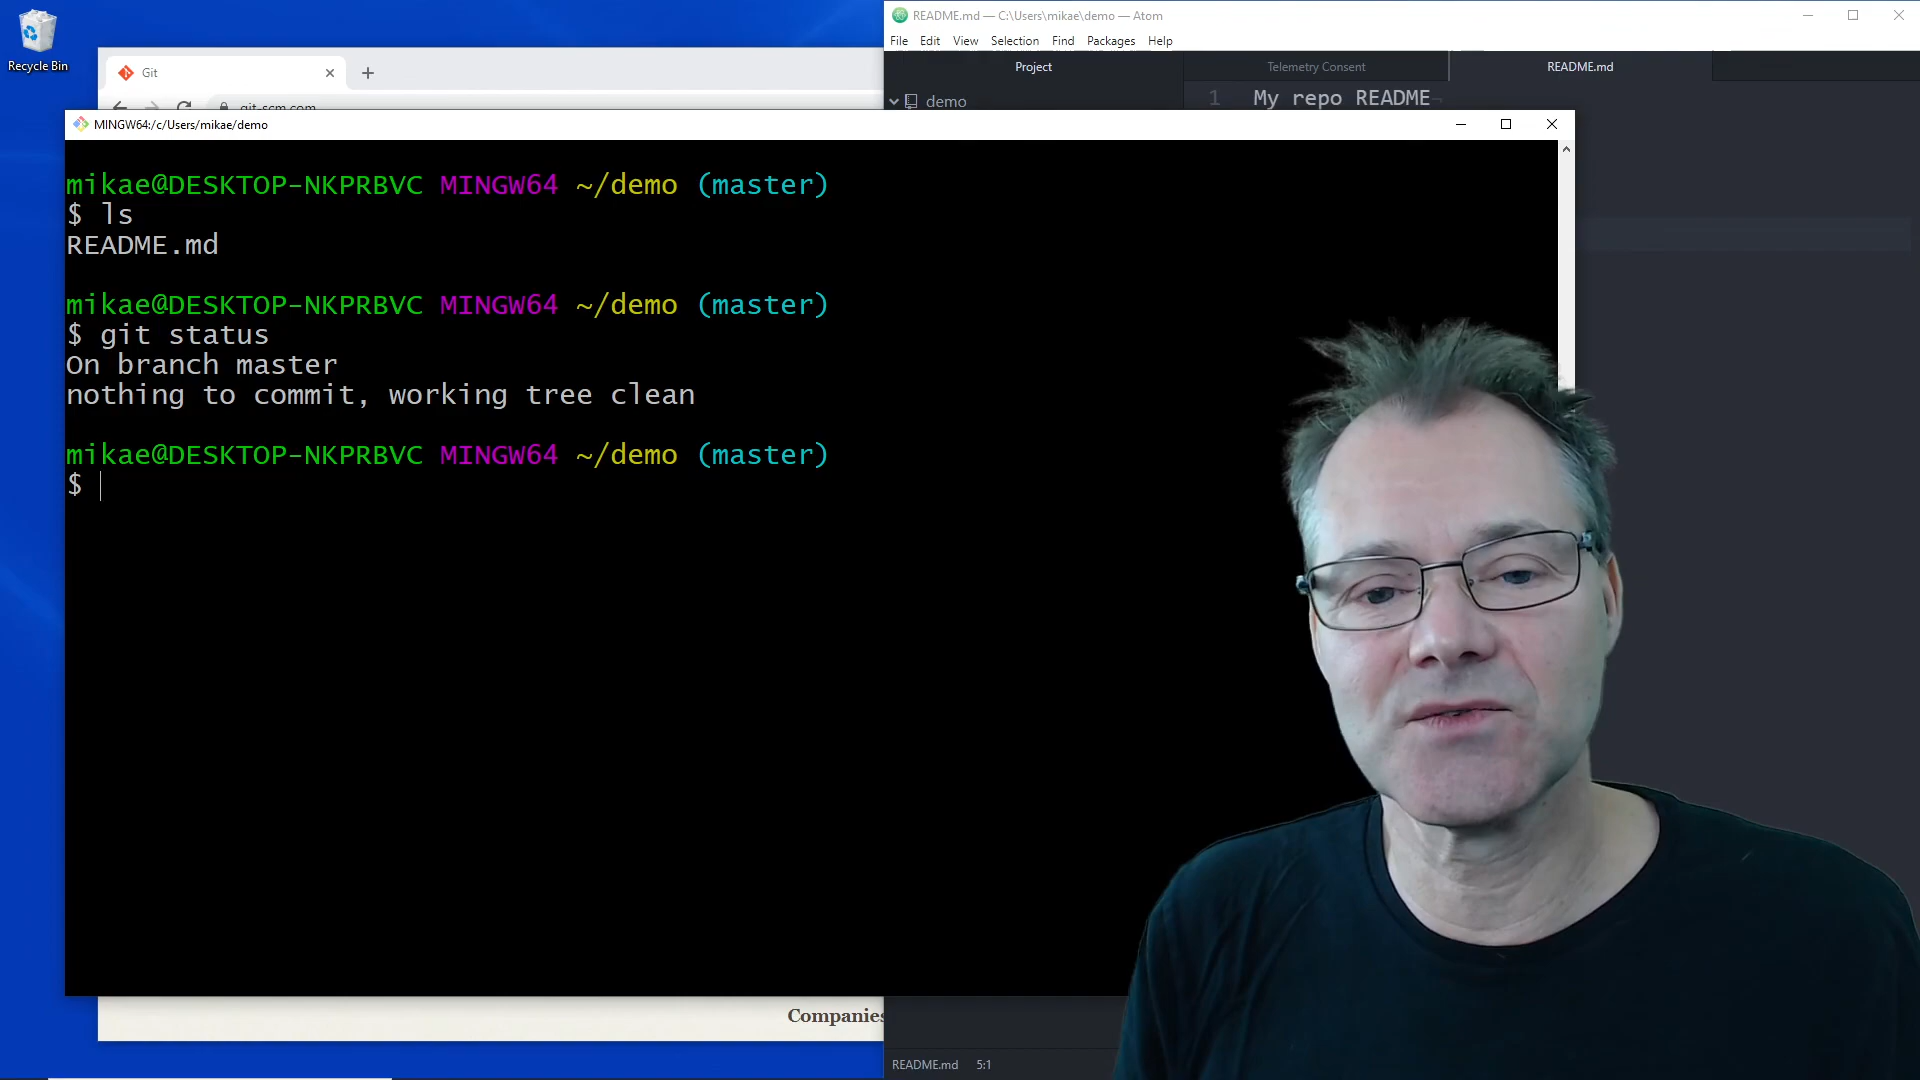 Recycle Bin
Git
git-scm.com
README.md — C:\Users\mikae\demo — Atom
File Edit View Selection Find Packages Help
Project
Telemetry Consent
README.md
demo
1 My repo README¬
MINGW64:/c/Users/mikae/demo
mikae@DESKTOP-NKPRBVC MINGW64 ~/demo (master)
$ ls
README.md
mikae@DESKTOP-NKPRBVC MINGW64 ~/demo (master)
$ git status
On branch master
nothing to commit, working tree clean
mikae@DESKTOP-NKPRBVC MINGW64 ~/demo (master)
$
Companies
README.md 5:1